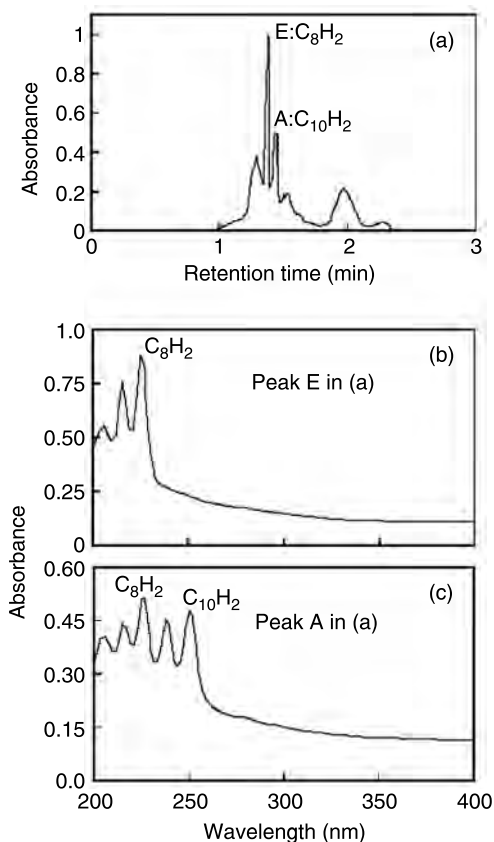 E:C₈H₂
(a)
A:C₁₀H₂
1
0.8
0.6
0.4
0.2
0
Absorbance
0 1 2 3
Retention time (min)
1.0
0.75
0.50
0.25
0
C₈H₂
(b)
Peak E in (a)
Absorbance
0.60
0.45
0.30
0.15
0.0
C₈H₂
C₁₀H₂
(c)
Peak A in (a)
200 250 300 350 400
Wavelength (nm)